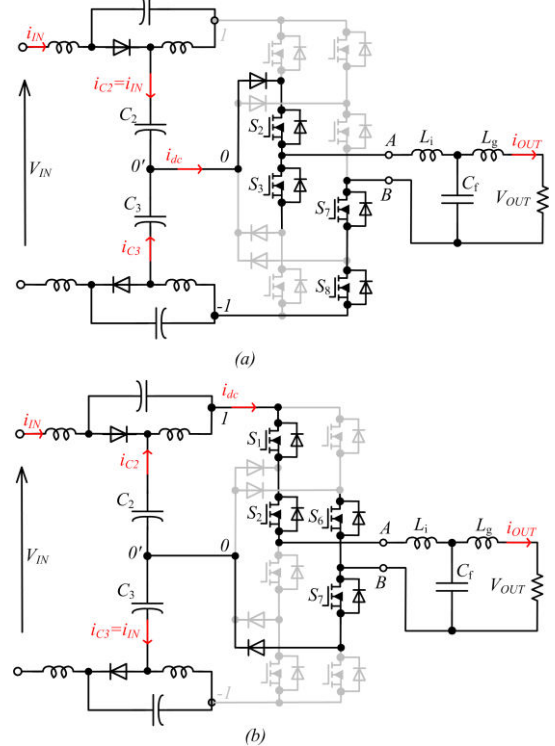 i_IN
1
i_C2=i_IN
C_2
S_2
A
L_i
L_g
i_OUT
V_IN
0'
i_dc
0
S_3
C_f
V_OUT
C_3
B
S_7
i_C3
S_8
-1
(a)
i_dc
i_IN
1
S_1
i_C2
C_2
S_2
S_6
A
L_i
L_g
i_OUT
V_IN
0'
0
C_f
V_OUT
B
C_3
S_7
i_C3=i_IN
-1
(b)